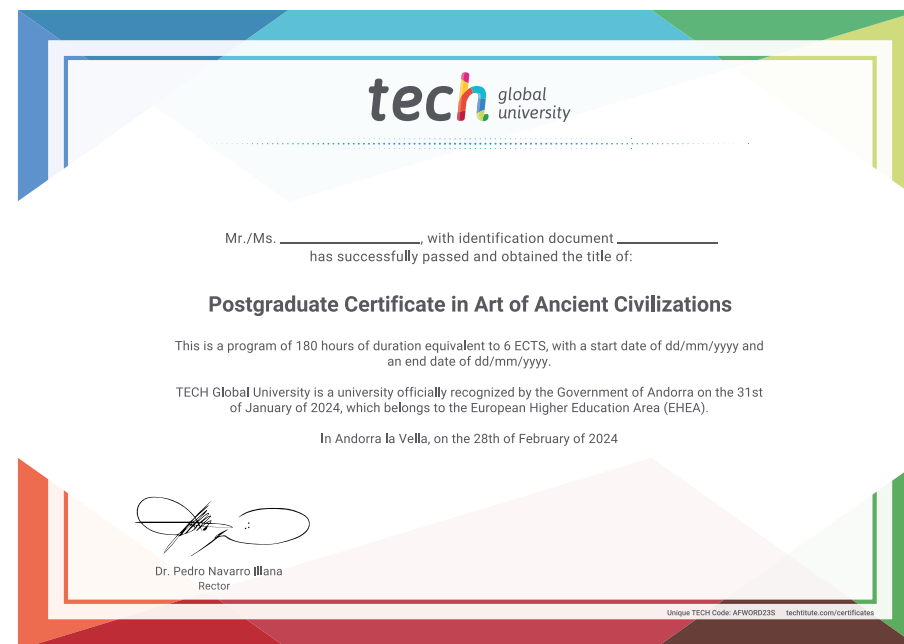 tech global
university
Mr./Ms. ____________, with identification document ____________
has successfully passed and obtained the title of:
Postgraduate Certificate in Art of Ancient Civilizations
This is a program of 180 hours of duration equivalent to 6 ECTS, with a start date of dd/mm/yyyy and
an end date of dd/mm/yyyy.
TECH Global University is a university officially recognized by the Government of Andorra on the 31st
of January of 2024, which belongs to the European Higher Education Area (EHEA).
In Andorra la Vella, on the 28th of February of 2024
Dr. Pedro Navarro Illana
Rector
Unique TECH Code: AFWORD23S techtitute.com/certificates